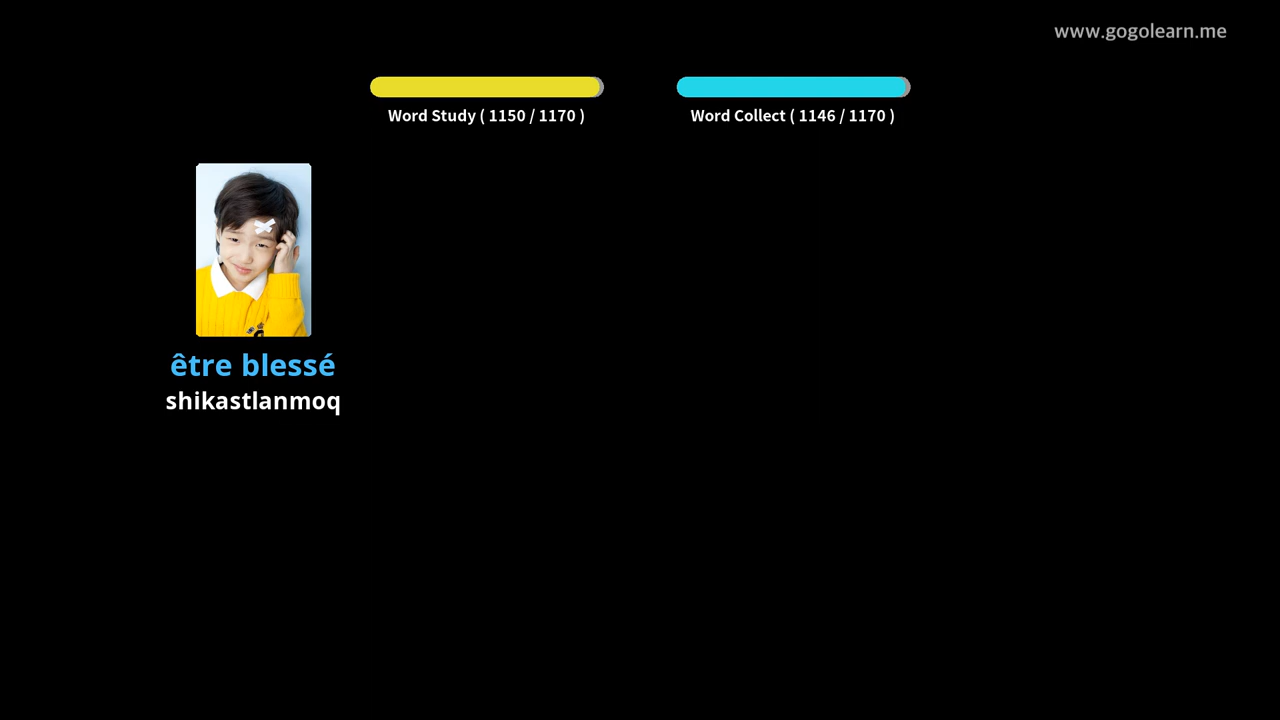 www.gogolearn.me
Word Study ( 1150 / 1170 )
Word Collect ( 1146 / 1170 )
être blessé
shikastlanmoq